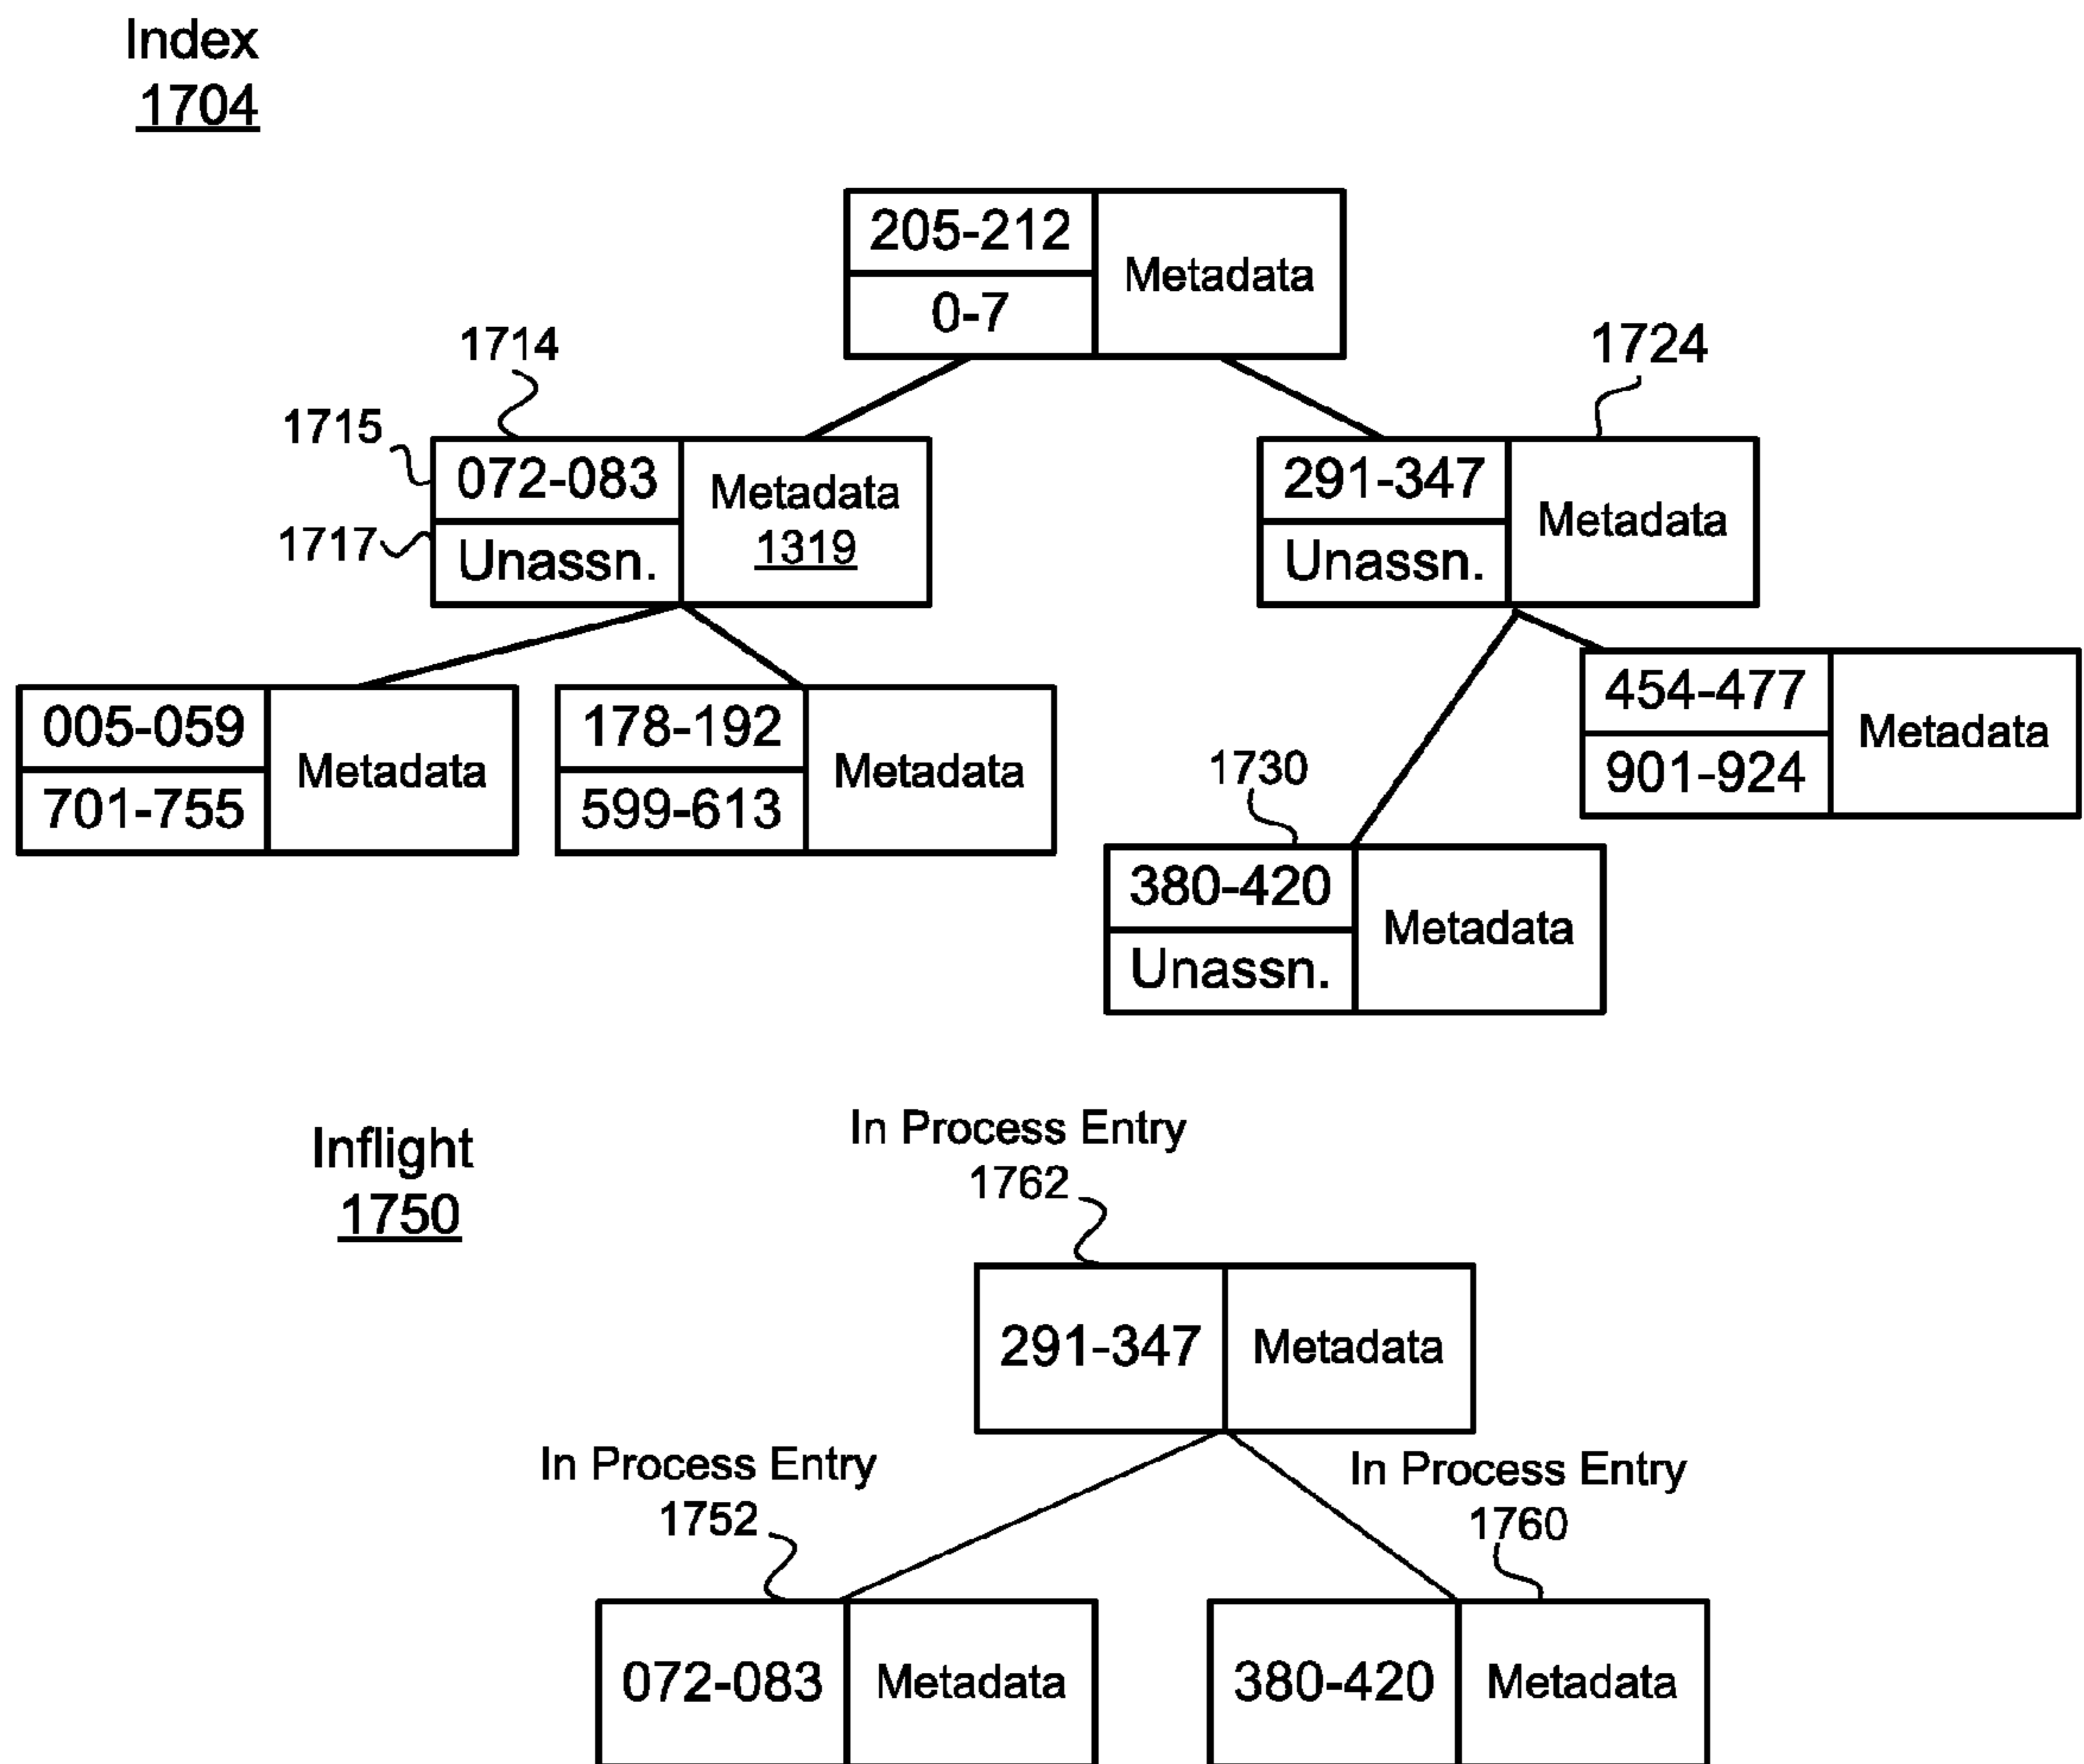 Index
1704
205-212
Metadata
0-7
1714
1724
1715
072-083
Metadata
1319
1717
Unassn.
291-347
Metadata
Unassn.
005-059
Metadata
701-755
178-192
Metadata
599-613
454-477
Metadata
901-924
1730
380-420
Metadata
Unassn.
Inflight
1750
In Process Entry
1762
291-347
Metadata
In Process Entry
1752
In Process Entry
1760
072-083
Metadata
380-420
Metadata